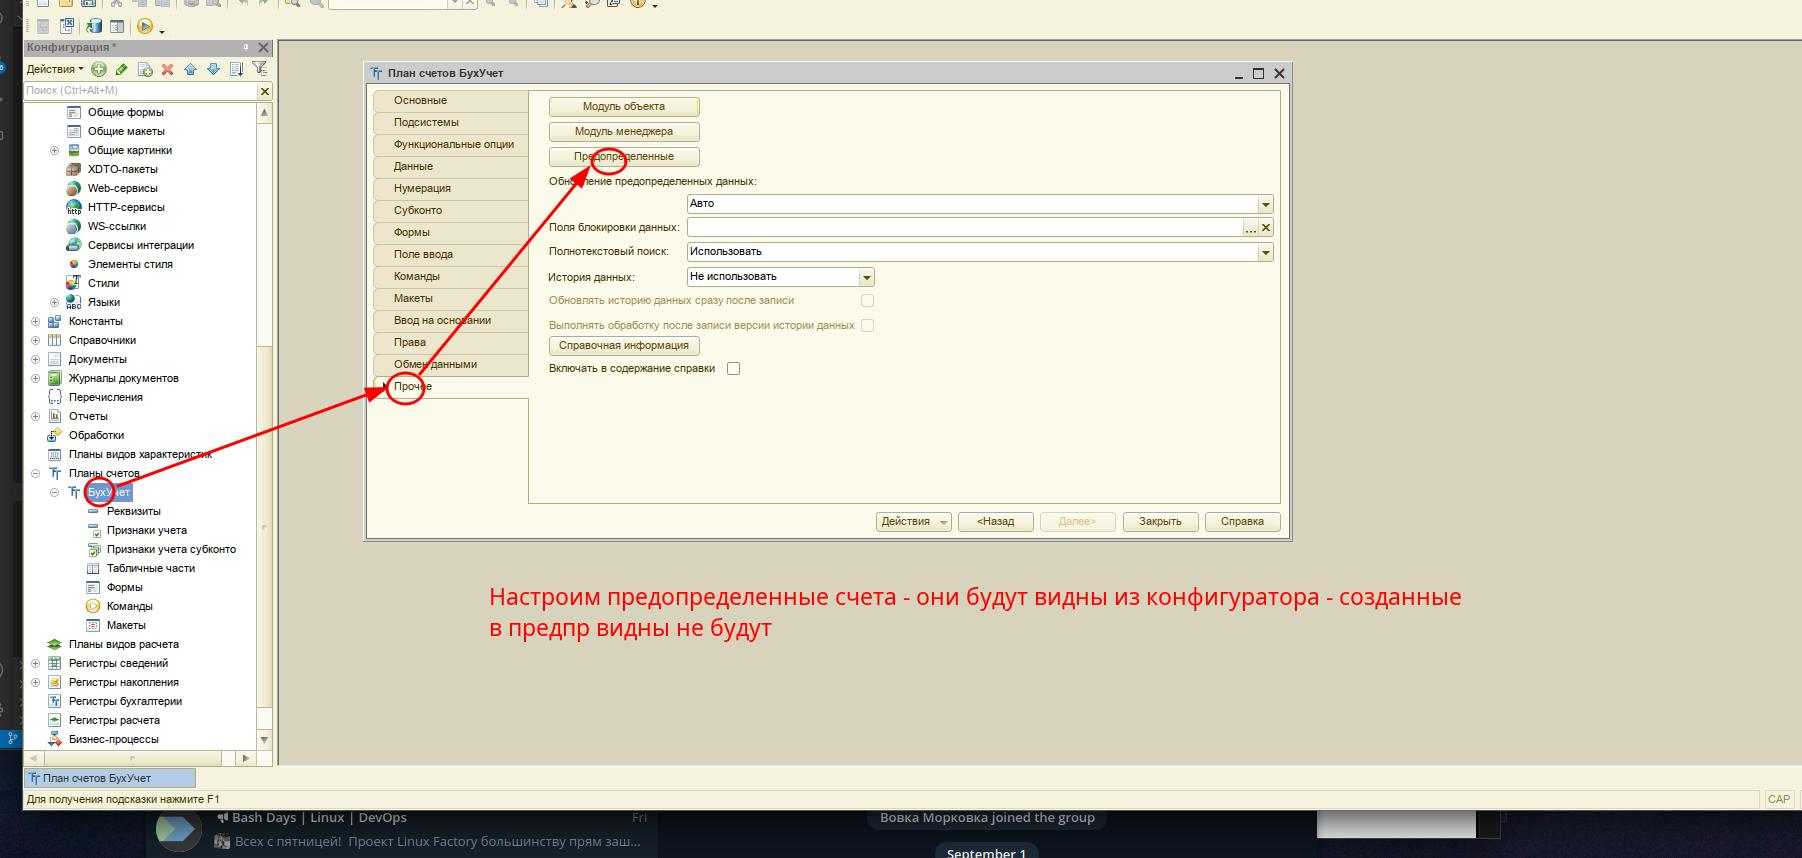 Конфигурация *
Действия
Поиск (Ctrl+Alt+M)
Общие формы
Общие макеты
Общие картинки
XDTO-пакеты
Web-сервисы
HTTP-сервисы
WS-ссылки
Сервисы интеграции
Элементы стиля
Стили
Языки
Константы
Справочники
Документы
Журналы документов
Перечисления
Отчеты
Обработки
Планы видов характеристик
Планы счетов
БухУчет
Реквизиты
Признаки учета
Признаки учета субконто
Табличные части
Формы
Команды
Макеты
Планы видов расчета
Регистры сведений
Регистры накопления
Регистры бухгалтерии
Регистры расчета
Бизнес-процессы
План счетов БухУчет
Основные
Подсистемы
Функциональные опции
Данные
Нумерация
Субконто
Формы
Поле ввода
Команды
Макеты
Ввод на основании
Права
Обмен данными
Прочее
Модуль объекта
Модуль менеджера
Предопределенные
Обновление предопределенных данных:
Авто
Поля блокировки данных:
...
Полнотекстовый поиск: Использовать
История данных: Не использовать
Обновлять историю данных сразу после записи
Выполнять обработку после записи версии истории данных
Справочная информация
Включать в содержание справки
Действия <Назад Далее> Закрыть Справка
Настроим предопределенные счета - они будут видны из конфигуратора - созданные
в предпр видны не будут
План счетов БухУчет
Для получения подсказки нажмите F1
CAP
Bash Days | Linux | DevOps Fri
Всех с пятницей! Проект Linux Factory большинству прям заш...
Вовка Морковка joined the group
September 1